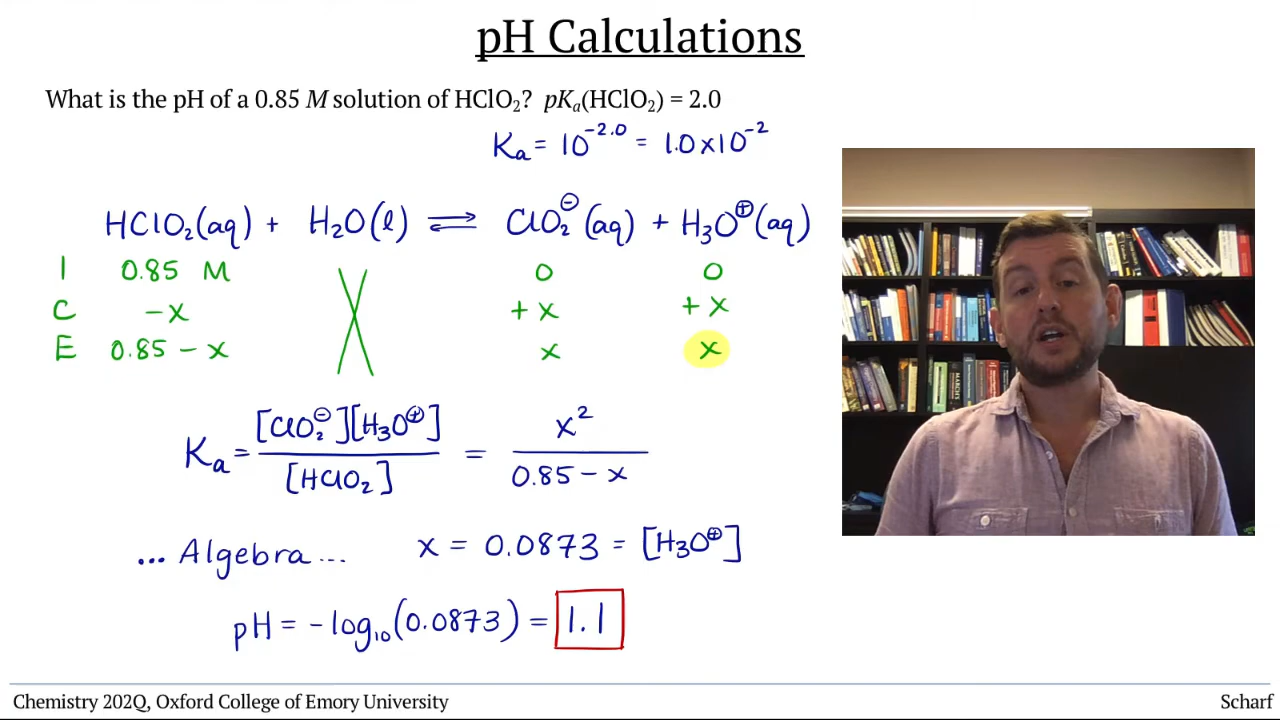 pH Calculations
What is the pH of a 0.85 M solution of HClO₂? pKₐ(HClO₂) = 2.0
Kₐ = 10⁻²·⁰ = 1.0 x 10⁻²
HClO₂(aq) + H₂O(l) ⇌ ClO₂⊖(aq) + H₃O⊕(aq)
I 0.85 M 0 0
C -x +x +x
E 0.85 - x x x
Kₐ = [ClO₂⊖][H₃O⊕] / [HClO₂] = x² / 0.85 - x
... Algebra ... x = 0.0873 = [H₃O⊕]
pH = -log₁₀(0.0873) = 1.1
Chemistry 202Q, Oxford College of Emory University
Scharf